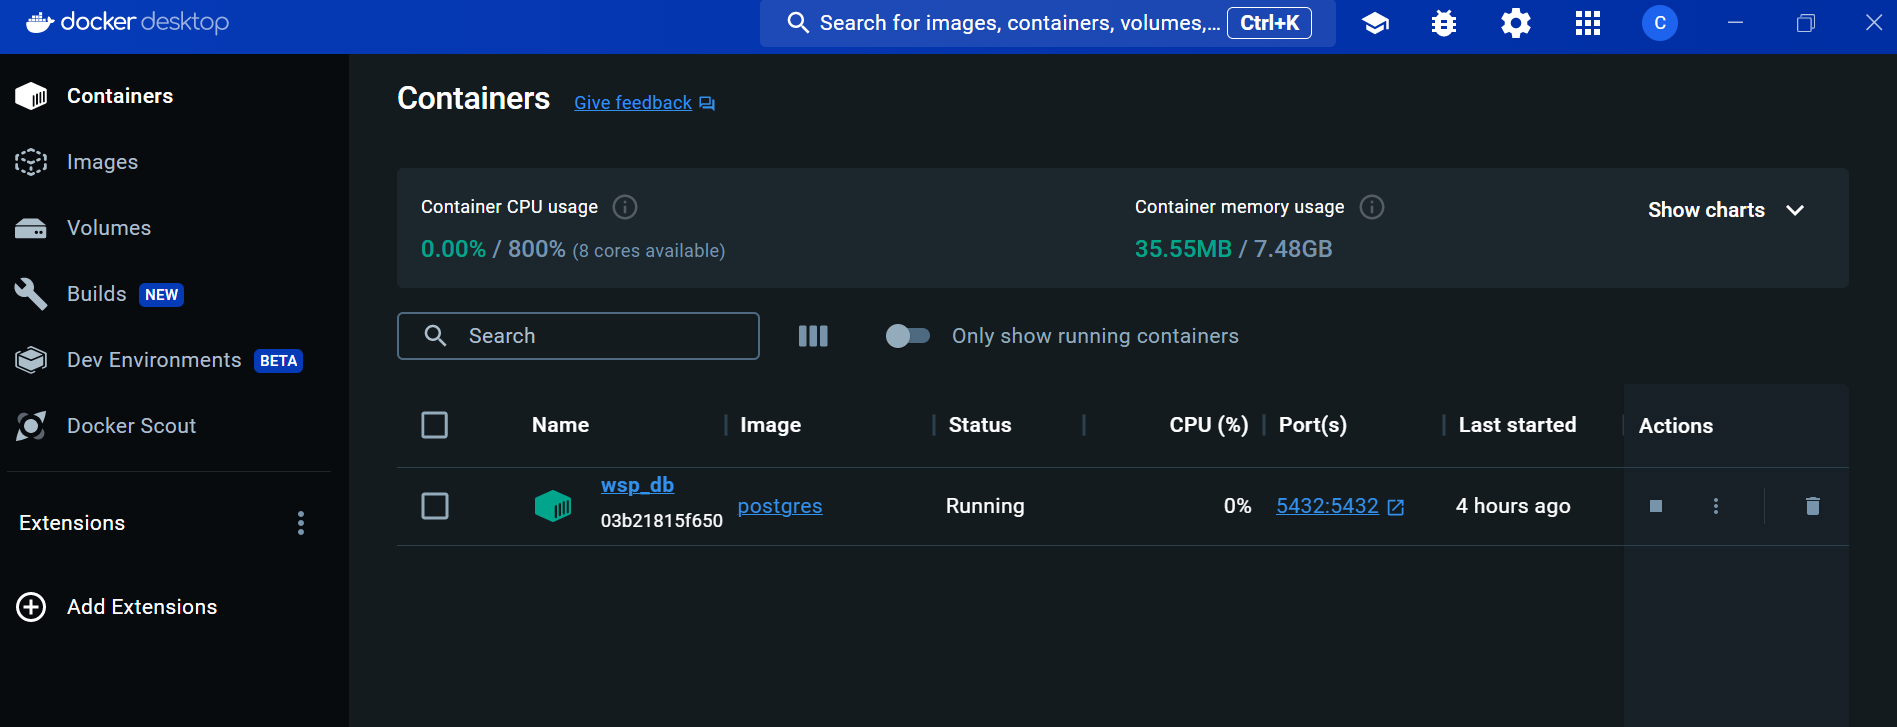 docker desktop
Search for images, containers, volumes,... Ctrl+K
C
Containers
Images
Volumes
Builds NEW
Dev Environments BETA
Docker Scout
Extensions
Add Extensions
Containers Give feedback
Container CPU usage
0.00% / 800% (8 cores available)
Container memory usage
35.55MB / 7.48GB
Show charts
Search
Only show running containers
Name Image Status CPU (%) Port(s) Last started Actions
wsp_db
03b21815f650
postgres Running 0% 5432:5432 4 hours ago